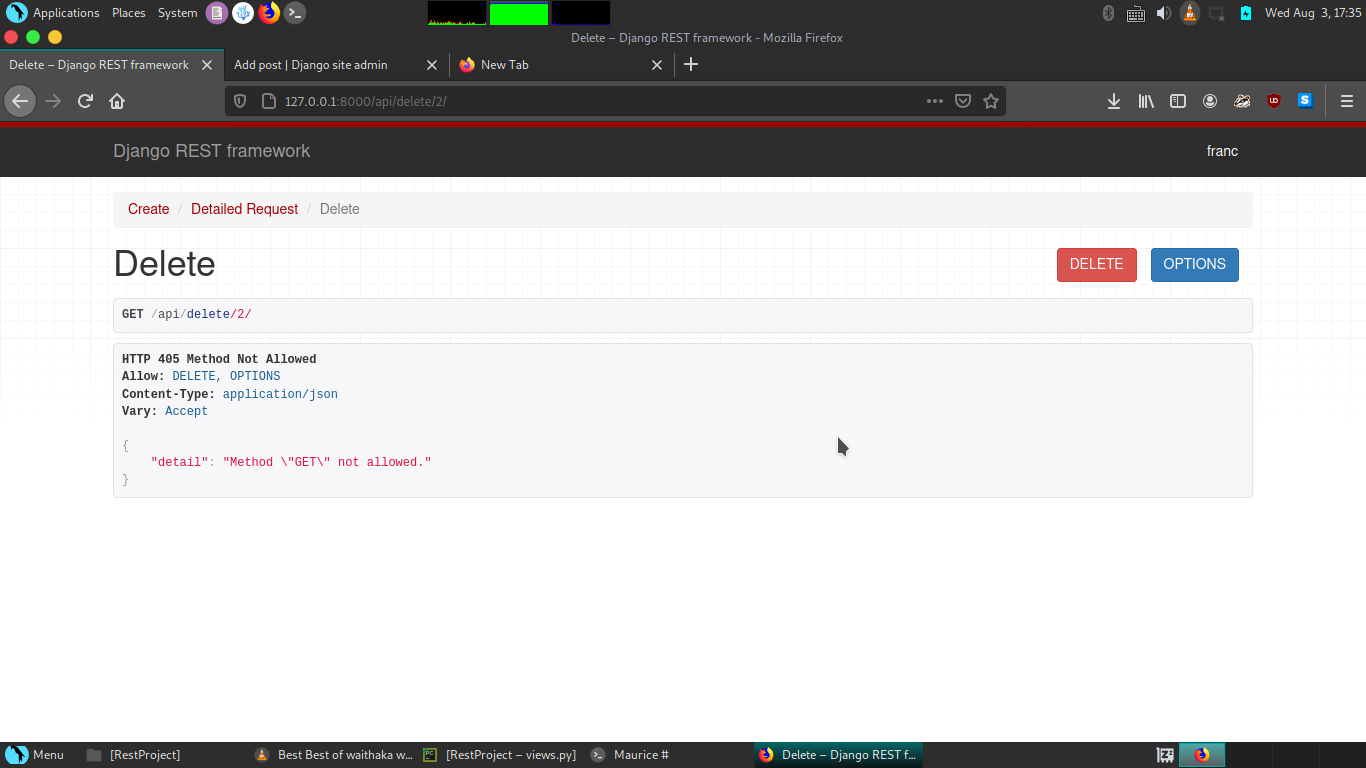 Applications Places System Wed Aug 3, 17:35
Delete – Django REST framework - Mozilla Firefox
Delete – Django REST framework Add post | Django site admin New Tab
127.0.0.1:8000/api/delete/2/
Django REST framework franc
Create / Detailed Request / Delete
Delete DELETE OPTIONS
GET /api/delete/2/
HTTP 405 Method Not Allowed
Allow: DELETE, OPTIONS
Content-Type: application/json
Vary: Accept
{
"detail": "Method \"GET\" not allowed."
}
Menu [RestProject] Best Best of waithaka w... [RestProject – views.py] Maurice # Delete – Django REST f...